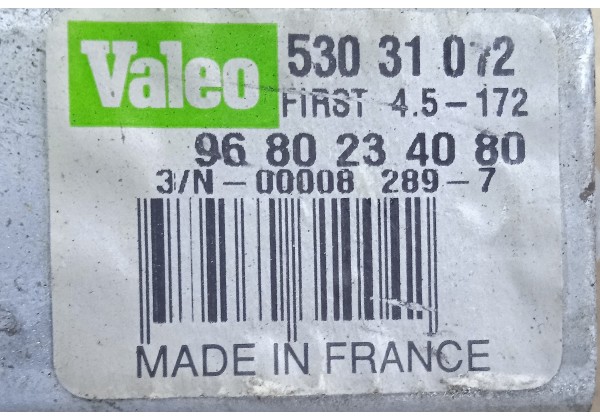 Valeo 530 31 072
FIRST 4.5-172
96 80 23 40 80
3/N-00008 289-7
MADE IN FRANCE